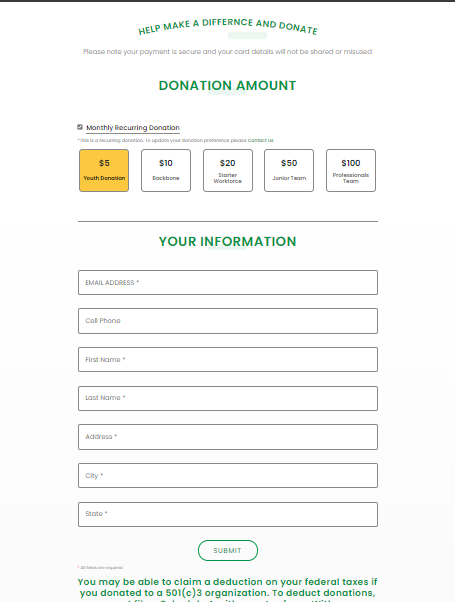 HELP MAKE A DIFFERNCE AND DONATE
Please note your payment is secure and your card details will not be shared or misused
DONATION AMOUNT
Monthly Recurring Donation
*This is a recurring donation. To update your donation preference please Contact us
$5
Youth Donation
$10
Backbone
$20
Starter
Workforce
$50
Junior Team
$100
Professionals
Team
YOUR INFORMATION
EMAIL ADDRESS *
Cell Phone
First Name *
Last Name *
Address *
City *
State *
SUBMIT
* All fields are required
You may be able to claim a deduction on your federal taxes if
you donated to a 501(c)3 organization. To deduct donations,